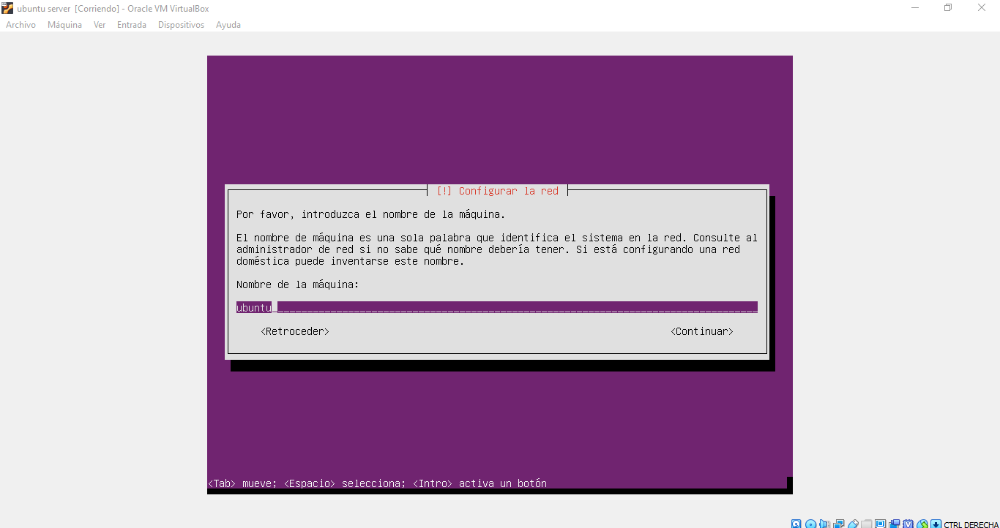 ubuntu server [Corriendo] - Oracle VM VirtualBox
Archivo Máquina Ver Entrada Dispositivos Ayuda
[!] Configurar la red
Por favor, introduzca el nombre de la máquina.
El nombre de máquina es una sola palabra que identifica el sistema en la red. Consulte al
administrador de red si no sabe qué nombre debería tener. Si está configurando una red
doméstica puede inventarse este nombre.
Nombre de la máquina:
ubuntu
<Retroceder> <Continuar>
<Tab> mueve; <Espacio> selecciona; <Intro> activa un botón
CTRL DERECHA